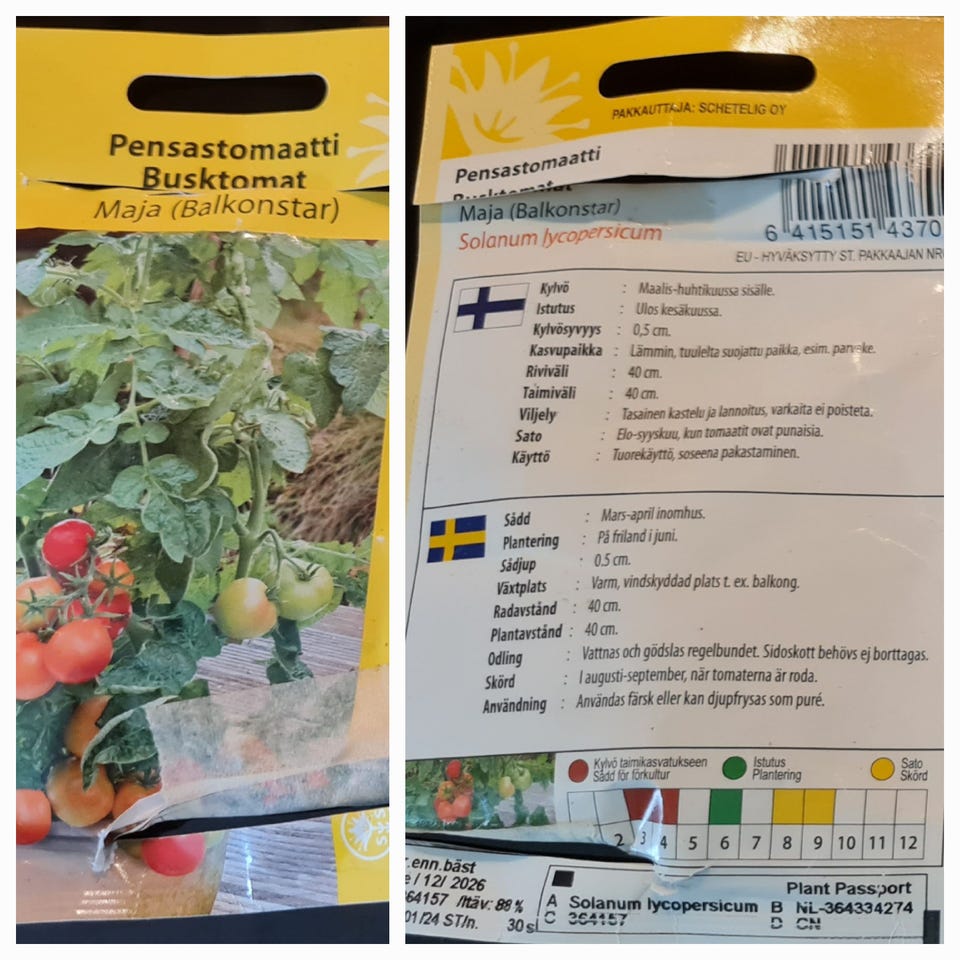 Pensastomaatti
Busktomat
Maja (Balkonstar)
PAKKAUTTAJA: SCHETELIG OY
Pensastomaatti
Busktomat
Maja (Balkonstar)
Solanum lycopersicum
6 415151 4370
EU - HYVÄKSYTTY ST. PAKKAAJAN NR
Kylvö : Maalis-huhtikuussa sisälle.
Istutus : Ulos kesäkuussa.
Kylvösyvyys : 0,5 cm.
Kasvupaikka : Lämmin, tuulelta suojattu paikka, esim. parveke.
Riviväli : 40 cm.
Taimiväli : 40 cm.
Viljely : Tasainen kastelu ja lannoitus, varkaita ei poisteta.
Sato : Elo-syyskuu, kun tomaatit ovat punaisia.
Käyttö : Tuorekäyttö, soseena pakastaminen.
Sådd : Mars-april inomhus.
Plantering : På friland i juni.
Sådjup : 0.5 cm.
Växtplats : Varm, vindskyddad plats t. ex. balkong.
Radavstånd : 40 cm.
Plantavstånd : 40 cm.
Odling : Vattnas och gödslas regelbundet. Sidoskott behövs ej borttagas.
Skörd : I augusti-september, när tomaterna är roda.
Användning : Användas färsk eller kan djupfrysas som puré.
Kylvö taimikasvatukseen Istutus Sato
Sådd för förkultur Plantering Skörd
2 3 4 5 6 7 8 9 10 11 12
.enn.bäst
e / 12/ 2026
64157 /Itäv: 88 %
01/24 ST/n. 30 s
Plant Passport
A Solanum lycopersicum B NL-364334274
C 364157 D CN